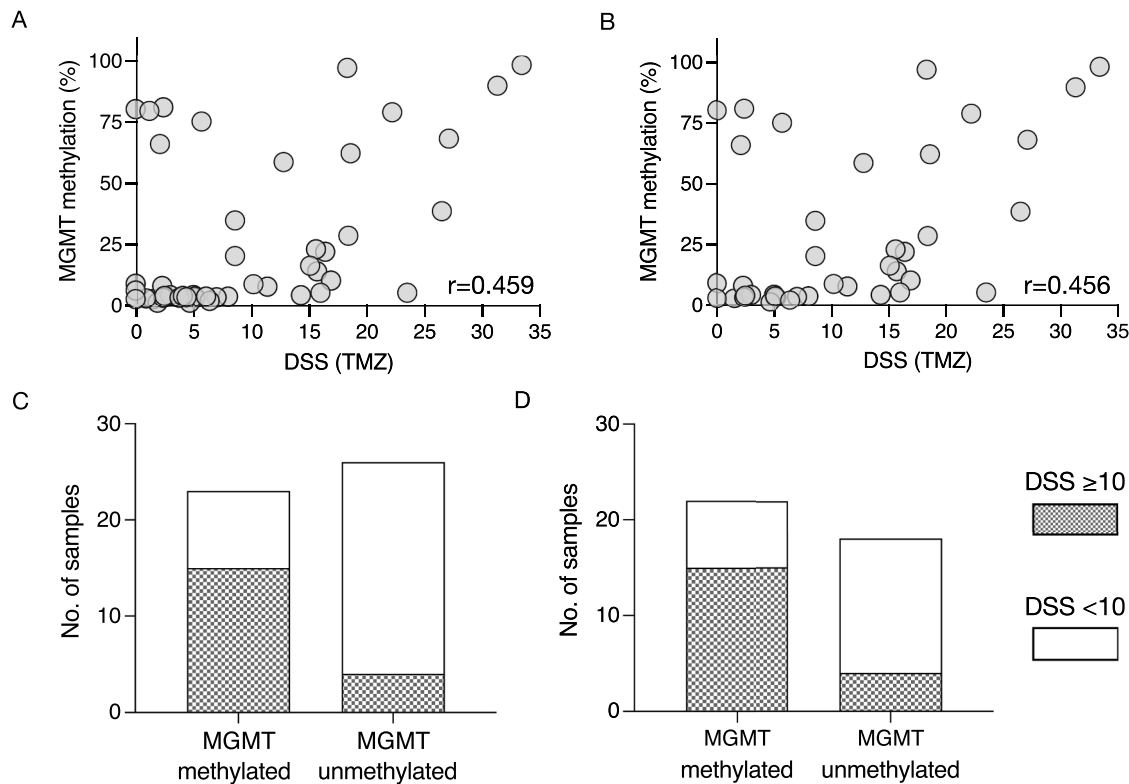 A
MGMT methylation (%)
100
75
50
25
0
0 5 10 15 20 25 30 35
DSS (TMZ)
r=0.459
B
MGMT methylation (%)
100
75
50
25
0
0 5 10 15 20 25 30 35
DSS (TMZ)
r=0.456
C
No. of samples
30
20
10
0
MGMT
methylated
MGMT
unmethylated
D
No. of samples
30
20
10
0
MGMT
methylated
MGMT
unmethylated
DSS ≥10
DSS <10